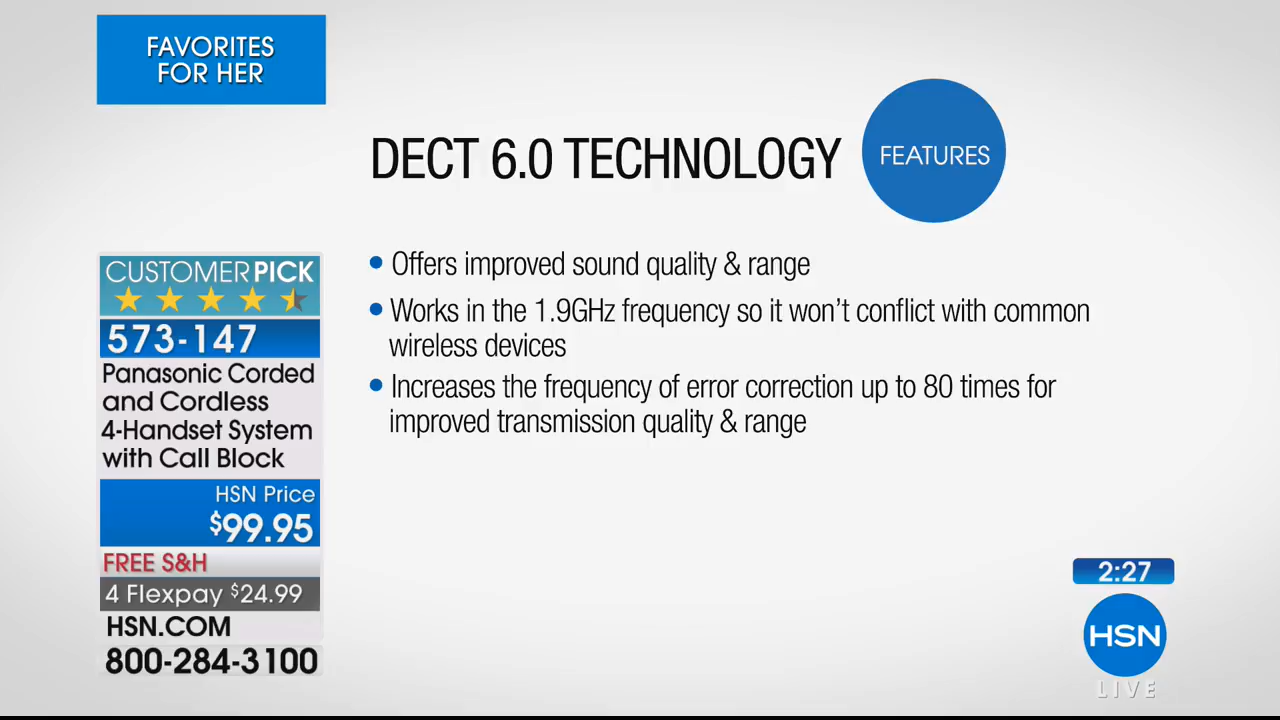 FAVORITES
FOR HER
DECT 6.0 TECHNOLOGY
FEATURES
• Offers improved sound quality & range
• Works in the 1.9GHz frequency so it won’t conflict with common
wireless devices
• Increases the frequency of error correction up to 80 times for
improved transmission quality & range
CUSTOMER PICK
573-147
Panasonic Corded
and Cordless
4-Handset System
with Call Block
HSN Price
$99.95
FREE S&H
4 Flexpay $24.99
HSN.COM
800-284-3100
2:27
HSN
LIVE